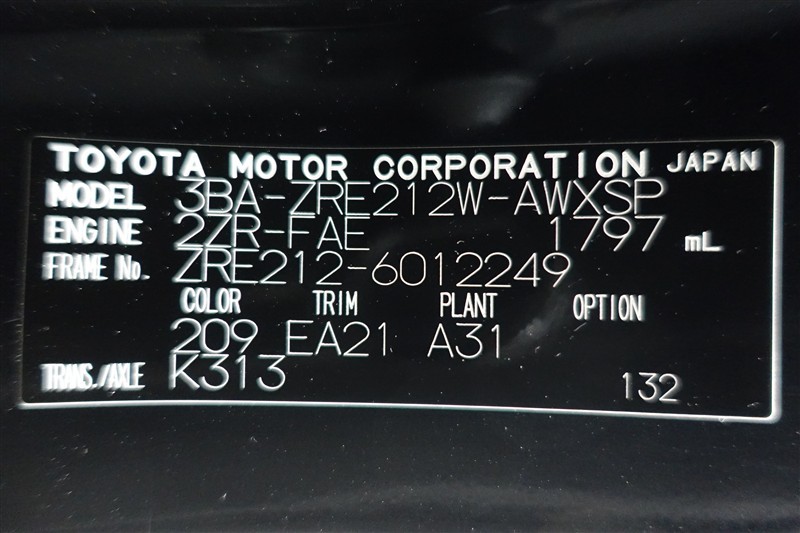 TOYOTA MOTOR CORPORATION JAPAN
MODEL 3BA-ZRE212W-AWXSP
ENGINE 2ZR-FAE 1797 mL
FRAME No. ZRE212-6012249
COLOR TRIM PLANT OPTION
209 EA21 A31
TRANS./AXLE K313 132